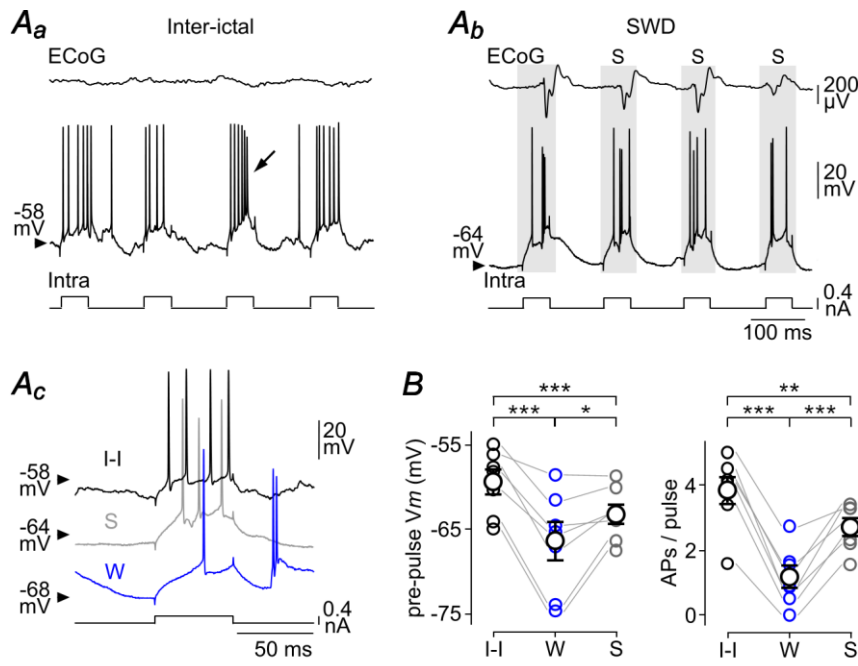 Aa Inter-ictal
ECoG
-58
mV
Intra
Ab SWD
ECoG S S S
200
µV
20
mV
-64
mV
Intra
0.4
nA
100 ms
Ac
20
mV
I-I
-58
mV
S
-64
mV
W
-68
mV
0.4
nA
50 ms
B
***
*** *
pre-pulse Vm (mV)
-55
-65
-75
I-I W S
**
*** ***
APs / pulse
4
2
0
I-I W S